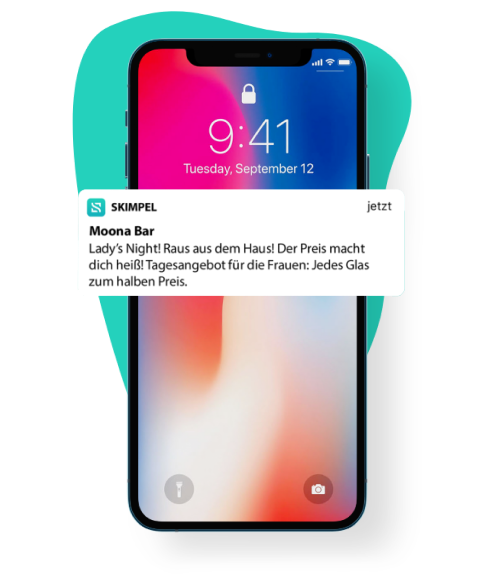 9:41
Tuesday, September 12
SKIMPEL
jetzt
Moona Bar
Lady's Night! Raus aus dem Haus! Der Preis macht
dich heiß! Tagesangebot für die Frauen: Jedes Glas
zum halben Preis.